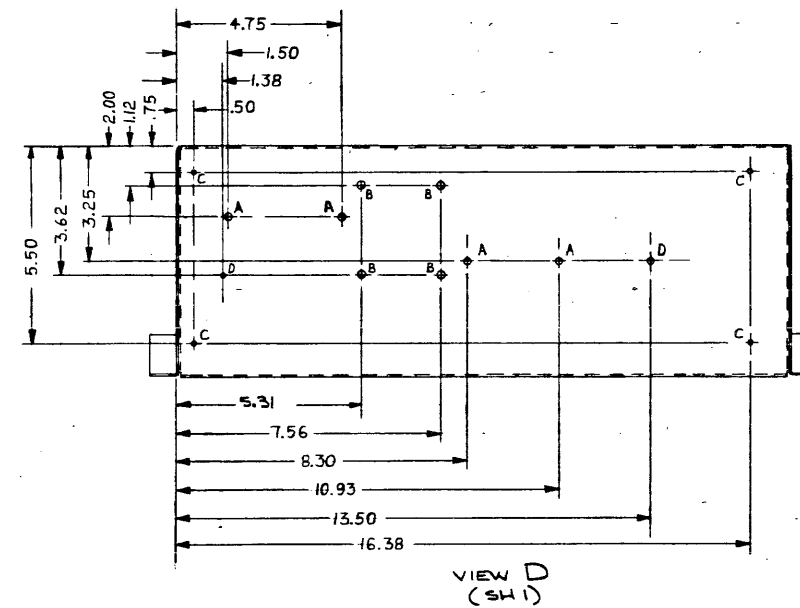 4.75
1.50
1.38
.50
2.00
1.12
.75
C
C
B
B
A
A
5.50
3.62
3.25
A
A
D
D
B
B
C
C
5.31
7.56
8.30
10.93
13.50
16.38
VIEW D
(SH 1)